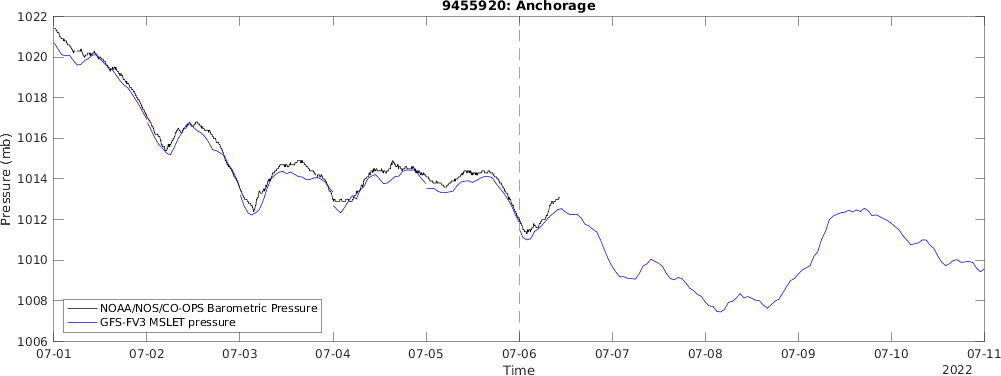 9455920: Anchorage
1022
1020
1018
1016
1014
1012
1010
1008
1006
Pressure (mb)
NOAA/NOS/CO-OPS Barometric Pressure
GFS-FV3 MSLET pressure
07-01 07-02 07-03 07-04 07-05 07-06 07-07 07-08 07-09 07-10 07-11
Time
2022